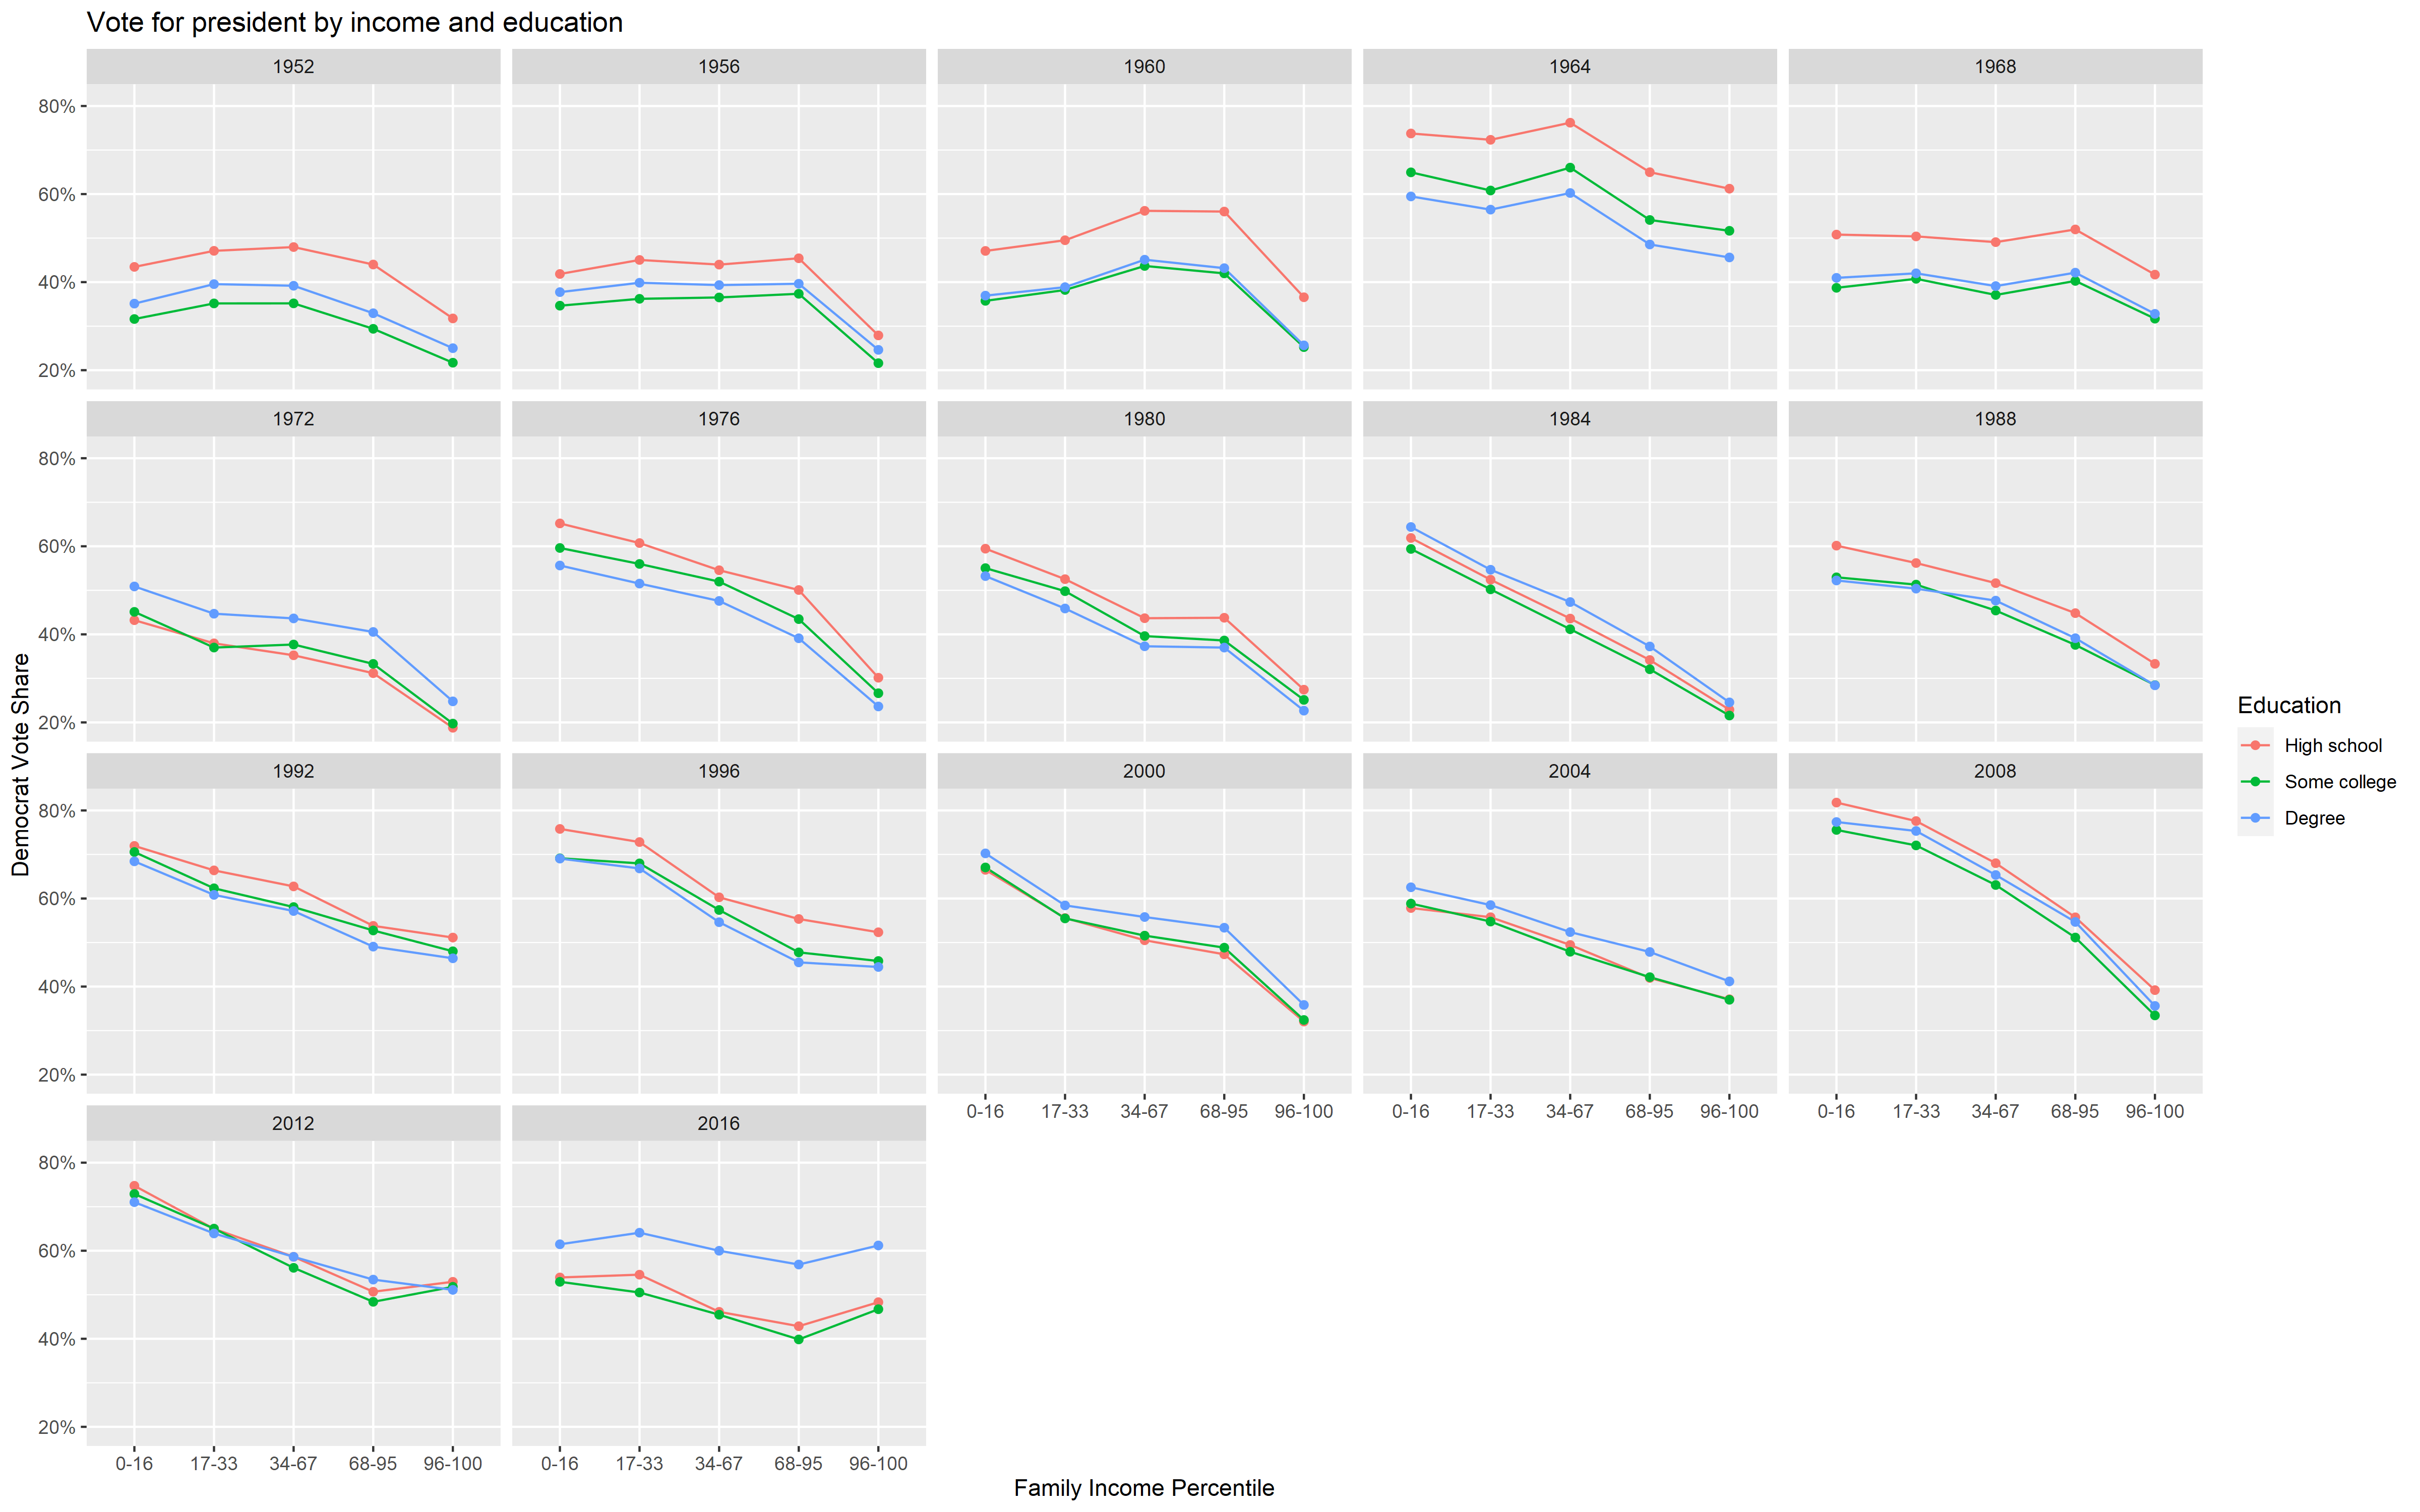 Vote for president by income and education
1952 1956 1960 1964 1968
80%
60%
40%
20%
1972 1976 1980 1984 1988
80%
60%
40%
20%
1992 1996 2000 2004 2008
80%
60%
40%
20%
0-16 17-33 34-67 68-95 96-100 0-16 17-33 34-67 68-95 96-100 0-16 17-33 34-67 68-95 96-100
2012 2016
80%
60%
40%
20%
0-16 17-33 34-67 68-95 96-100 0-16 17-33 34-67 68-95 96-100
Family Income Percentile
Democrat Vote Share
Education
High school
Some college
Degree